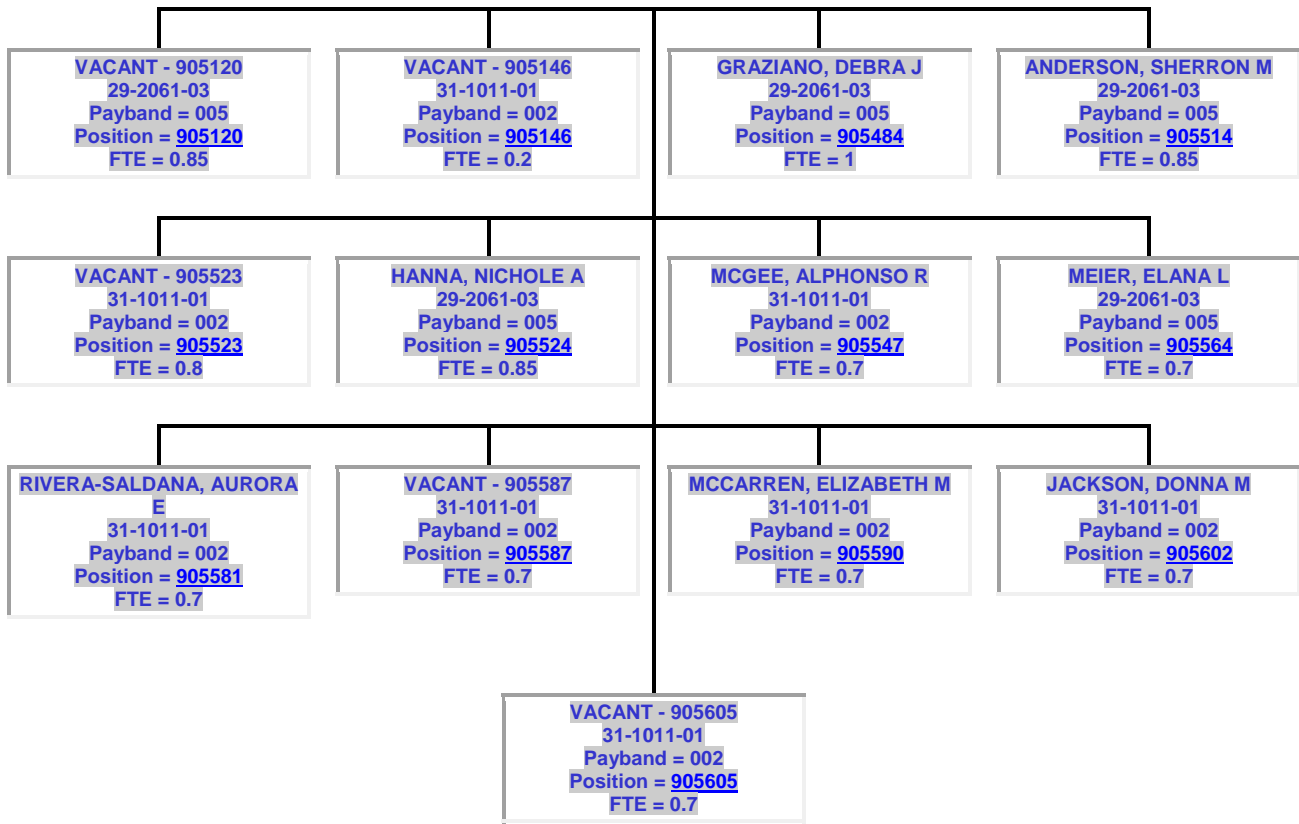 VACANT - 905120
29-2061-03
Payband = 005
Position = 905120
FTE = 0.85
VACANT - 905146
31-1011-01
Payband = 002
Position = 905146
FTE = 0.2
GRAZIANO, DEBRA J
29-2061-03
Payband = 005
Position = 905484
FTE = 1
ANDERSON, SHERRON M
29-2061-03
Payband = 005
Position = 905514
FTE = 0.85
VACANT - 905523
31-1011-01
Payband = 002
Position = 905523
FTE = 0.8
HANNA, NICHOLE A
29-2061-03
Payband = 005
Position = 905524
FTE = 0.85
MCGEE, ALPHONSO R
31-1011-01
Payband = 002
Position = 905547
FTE = 0.7
MEIER, ELANA L
29-2061-03
Payband = 005
Position = 905564
FTE = 0.7
RIVERA-SALDANA, AURORA
E
31-1011-01
Payband = 002
Position = 905581
FTE = 0.7
VACANT - 905587
31-1011-01
Payband = 002
Position = 905587
FTE = 0.7
MCCARREN, ELIZABETH M
31-1011-01
Payband = 002
Position = 905590
FTE = 0.7
JACKSON, DONNA M
31-1011-01
Payband = 002
Position = 905602
FTE = 0.7
VACANT - 905605
31-1011-01
Payband = 002
Position = 905605
FTE = 0.7